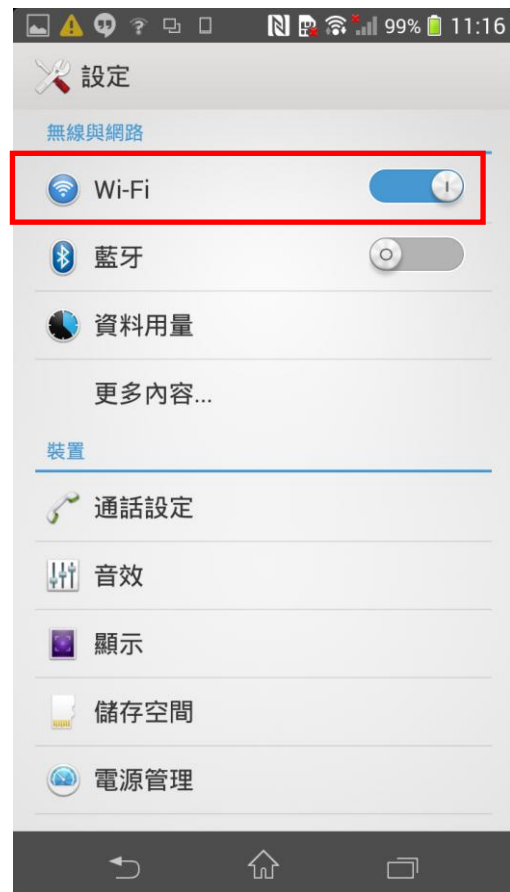 99% 11:16
設定
無線與網路
Wi-Fi
藍牙
資料用量
更多內容...
裝置
通話設定
音效
顯示
儲存空間
電源管理